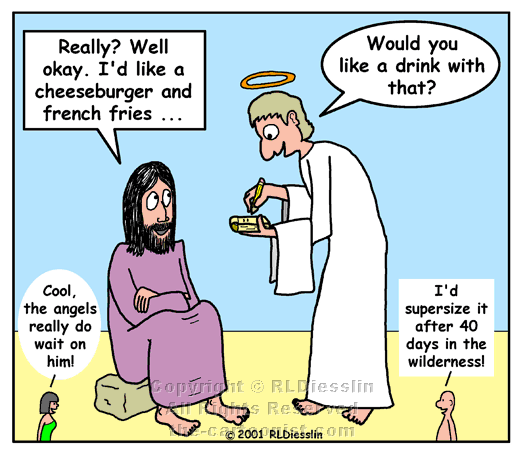 Really? Well
okay. I'd like a
cheeseburger and
french fries ...
Would you
like a drink with
that?
Cool,
the angels
really do
wait on
him!
I'd
supersize it
after 40
days in the
wilderness!
Copyright © RLDiesslin
All Rights Reserved
the-cartoonist.com
© 2001 RLDiesslin